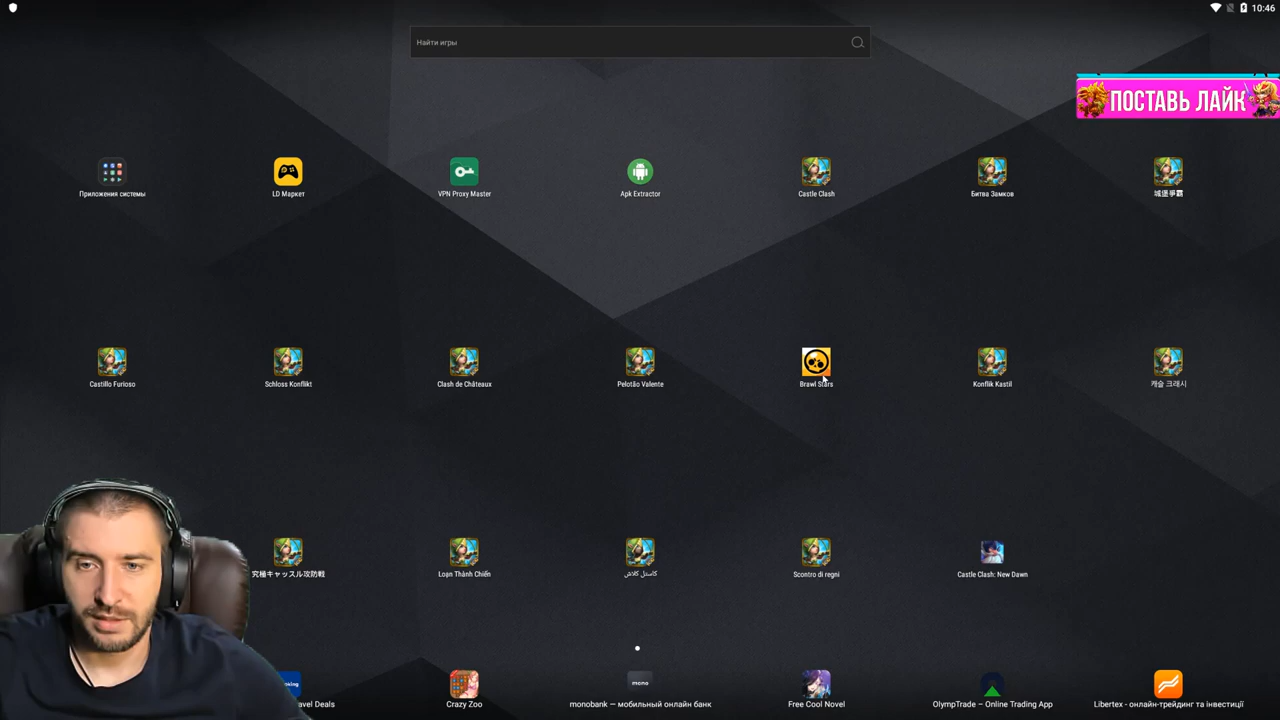 10:46
Найти игры
ПОСТАВЬ ЛАЙК
Приложения системы
LD Маркет
VPN Proxy Master
Apk Extractor
Castle Clash
Битва Замков
城堡爭霸
Castillo Furioso
Schloss Konflikt
Clash de Châteaux
Pelotão Valente
Brawl Stars
Konflik Kastil
캐슬 크래시
究極キャッスル攻防戦
Loạn Thành Chiến
كاستل كلاش
Scontro di regni
Castle Clash: New Dawn
avel Deals
Crazy Zoo
mono
monobank — мобильный онлайн банк
Free Cool Novel
OlympTrade – Online Trading App
Libertex - онлайн-трейдинг та інвестиції